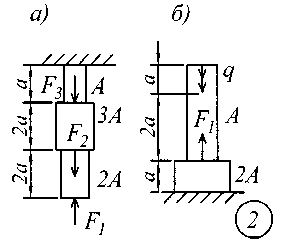 а) б)
a F3 A
2a F2 3A
2a 2A
F1
a q
2a F1 A
a 2A
2